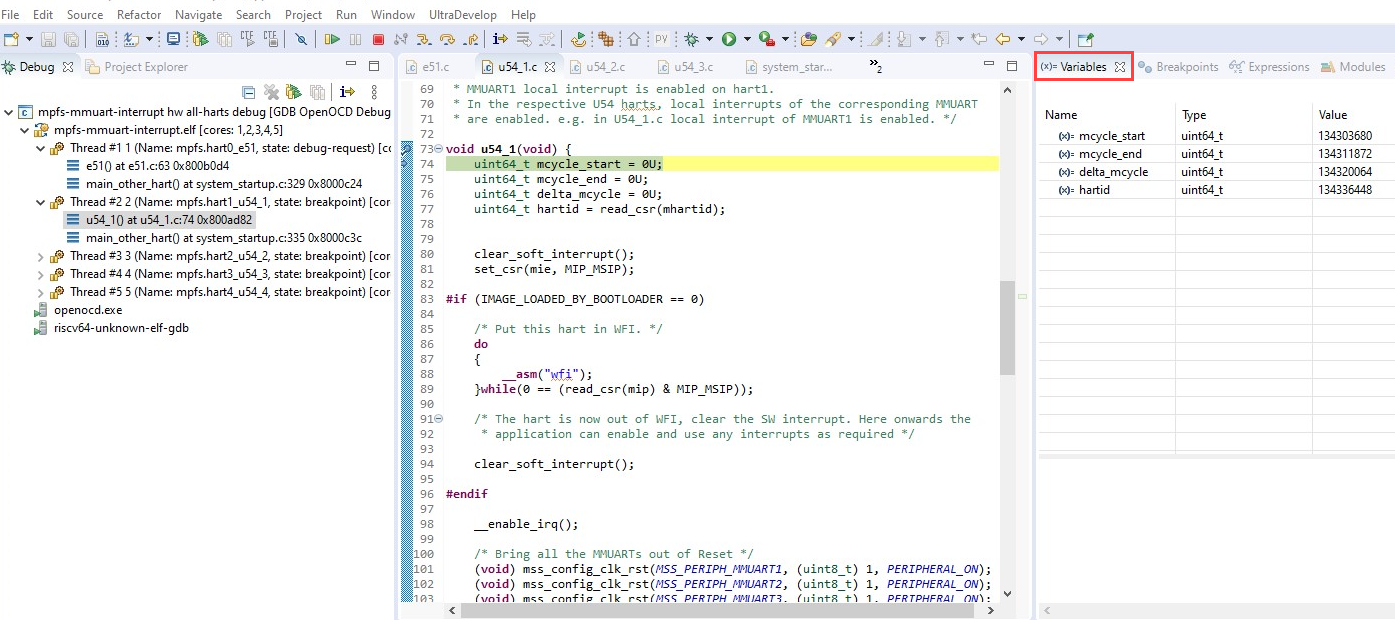 File Edit Source Refactor Navigate Search Project Run Window UltraDevelop Help
Debug Project Explorer
mpfs-mmuart-interrupt hw all-harts debug [GDB OpenOCD Debug
mpfs-mmuart-interrupt.elf [cores: 1,2,3,4,5]
Thread #1 1 (Name: mpfs.hart0_e51, state: debug-request) [cc
e51() at e51.c:63 0x800b0d4
main_other_hart() at system_startup.c:329 0x8000c24
Thread #2 2 (Name: mpfs.hart1_u54_1, state: breakpoint) [cor
u54_1() at u54_1.c:74 0x800ad82
main_other_hart() at system_startup.c:335 0x8000c3c
Thread #3 3 (Name: mpfs.hart2_u54_2, state: breakpoint) [cor
Thread #4 4 (Name: mpfs.hart3_u54_3, state: breakpoint) [cor
Thread #5 5 (Name: mpfs.hart4_u54_4, state: breakpoint) [cor
openocd.exe
riscv64-unknown-elf-gdb
e51.c u54_1.c u54_2.c u54_3.c system_star... »2
69 * MMUART1 local interrupt is enabled on hart1.
70 * In the respective U54 harts, local interrupts of the corresponding MMUART
71 * are enabled. e.g. in U54_1.c local interrupt of MMUART1 is enabled. */
72
73 void u54_1(void) {
74 uint64_t mcycle_start = 0U;
75 uint64_t mcycle_end = 0U;
76 uint64_t delta_mcycle = 0U;
77 uint64_t hartid = read_csr(mhartid);
78
79
80 clear_soft_interrupt();
81 set_csr(mie, MIP_MSIP);
82
83 #if (IMAGE_LOADED_BY_BOOTLOADER == 0)
84
85 /* Put this hart in WFI. */
86 do
87 {
88 __asm("wfi");
89 }while(0 == (read_csr(mip) & MIP_MSIP));
90
91 /* The hart is now out of WFI, clear the SW interrupt. Here onwards the
92 * application can enable and use any interrupts as required */
93
94 clear_soft_interrupt();
95
96 #endif
97
98 __enable_irq();
99
100 /* Bring all the MMUARTs out of Reset */
101 (void) mss_config_clk_rst(MSS_PERIPH_MMUART1, (uint8_t) 1, PERIPHERAL_ON);
102 (void) mss_config_clk_rst(MSS_PERIPH_MMUART2, (uint8_t) 1, PERIPHERAL_ON);
103 (void) mss_config_clk_rst(MSS_PERIPH_MMUART3, (uint8_t) 1, PERIPHERAL_ON);
(x)= Variables Breakpoints Expressions Modules
Name Type Value
(x)= mcycle_start uint64_t 134303680
(x)= mcycle_end uint64_t 134311872
(x)= delta_mcycle uint64_t 134320064
(x)= hartid uint64_t 134336448